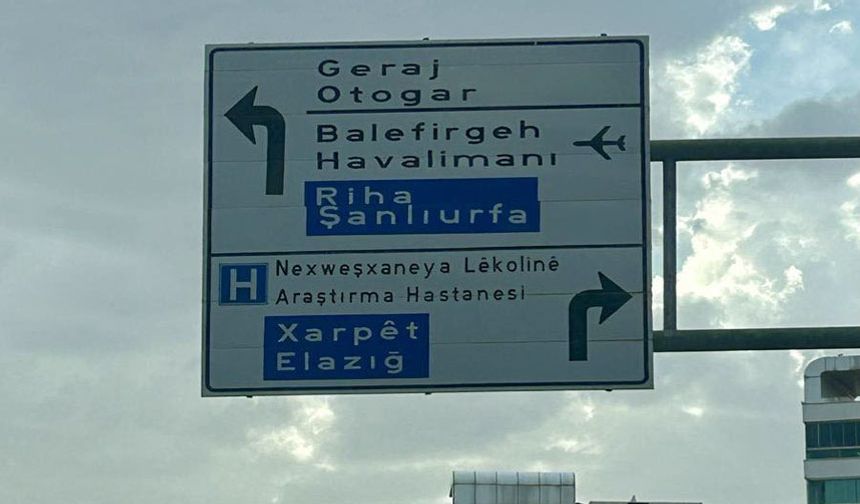 Geraj
Otogar
Balefirgeh
Havalimanı
Riha
Şanlıurfa
H
Nexweşxaneya Lêkolînê
Araştırma Hastanesi
Xarpêt
Elazığ